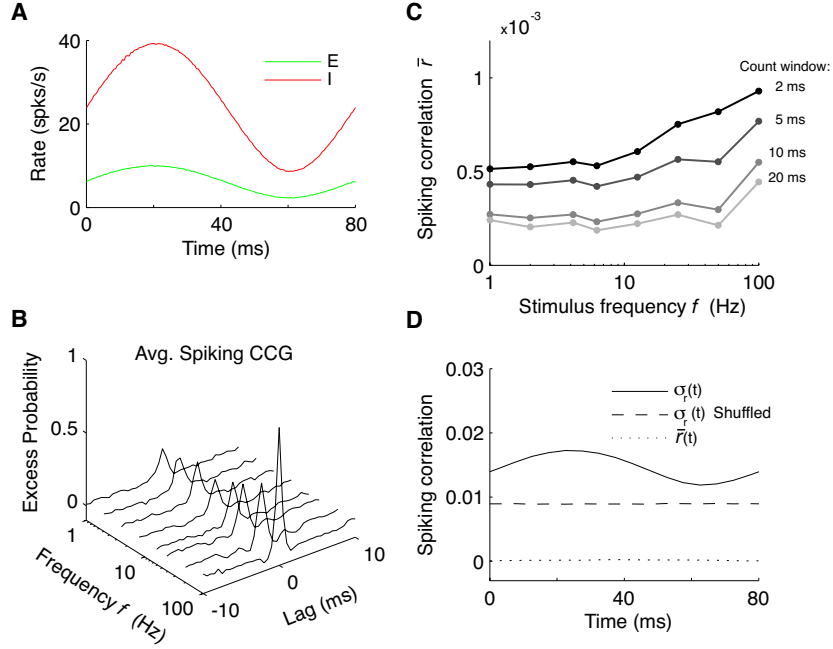 A
Rate (spks/s)
40
20
0
E
I
0 40 80
Time (ms)
B
Avg. Spiking CCG
Excess Probability
1
0.5
0
1
10
100
Frequency f (Hz)
-10 0 10
Lag (ms)
C
×10⁻³
Spiking correlation r̄
1
0.5
0
Count window:
2 ms
5 ms
10 ms
20 ms
1 10 100
Stimulus frequency f (Hz)
D
Spiking correlation
0.03
0.02
0.01
0
σr(t)
σr(t) Shuffled
r̄(t)
0 40 80
Time (ms)